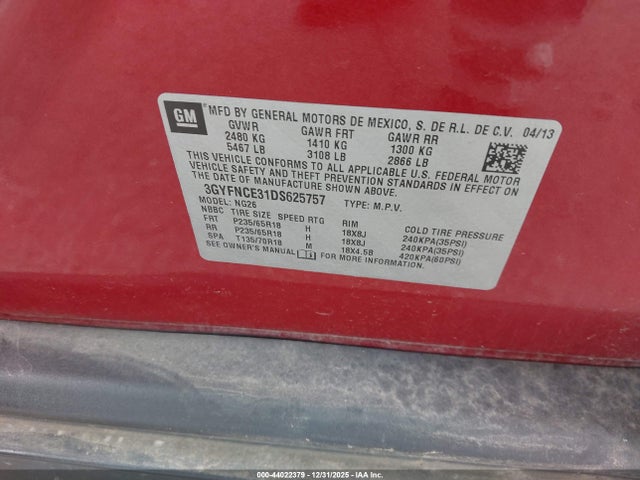 GM
MFD BY GENERAL MOTORS DE MEXICO, S. DE R.L. DE C.V. 04/13
GVWR GAWR FRT GAWR RR
2480 KG 1410 KG 1300 KG
5467 LB 3108 LB 2866 LB
THIS VEHICLE CONFORMS TO ALL APPLICABLE U.S. FEDERAL MOTOR
VEHICLE SAFETY AND THEFT PREVENTION STANDARDS IN
EFFECT ON THE DATE OF MANUFACTURE SHOWN ABOVE.
3GYFNCE31DS625757 TYPE: M.P.V.
MODEL: NG26
NBBC TIRE SIZE SPEED RTG RIM COLD TIRE PRESSURE
FRT P235/65R18 H 18X8J 240KPA(35PSI)
RR P235/65R18 H 18X8J 240KPA(35PSI)
SPA T135/70R18 M 18X4.5B 420KPA(60PSI)
SEE OWNER'S MANUAL FOR MORE INFORMATION.
000-44022379 - 12/31/2025 - IAA Inc.